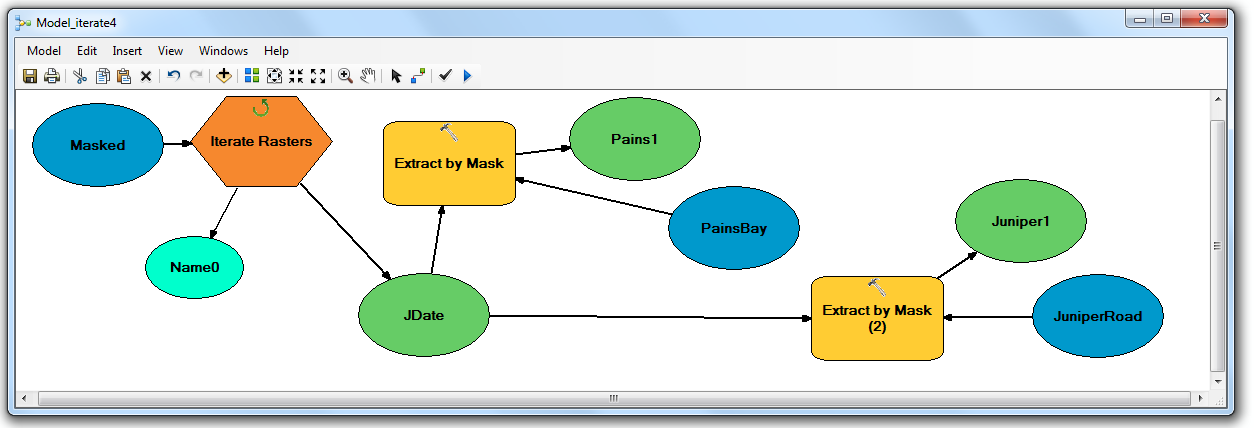 Model_iterate4
Model Edit Insert View Windows Help
Masked
Iterate Rasters
Extract by Mask
Pains1
PainsBay
Juniper1
Name0
JDate
Extract by Mask
(2)
JuniperRoad